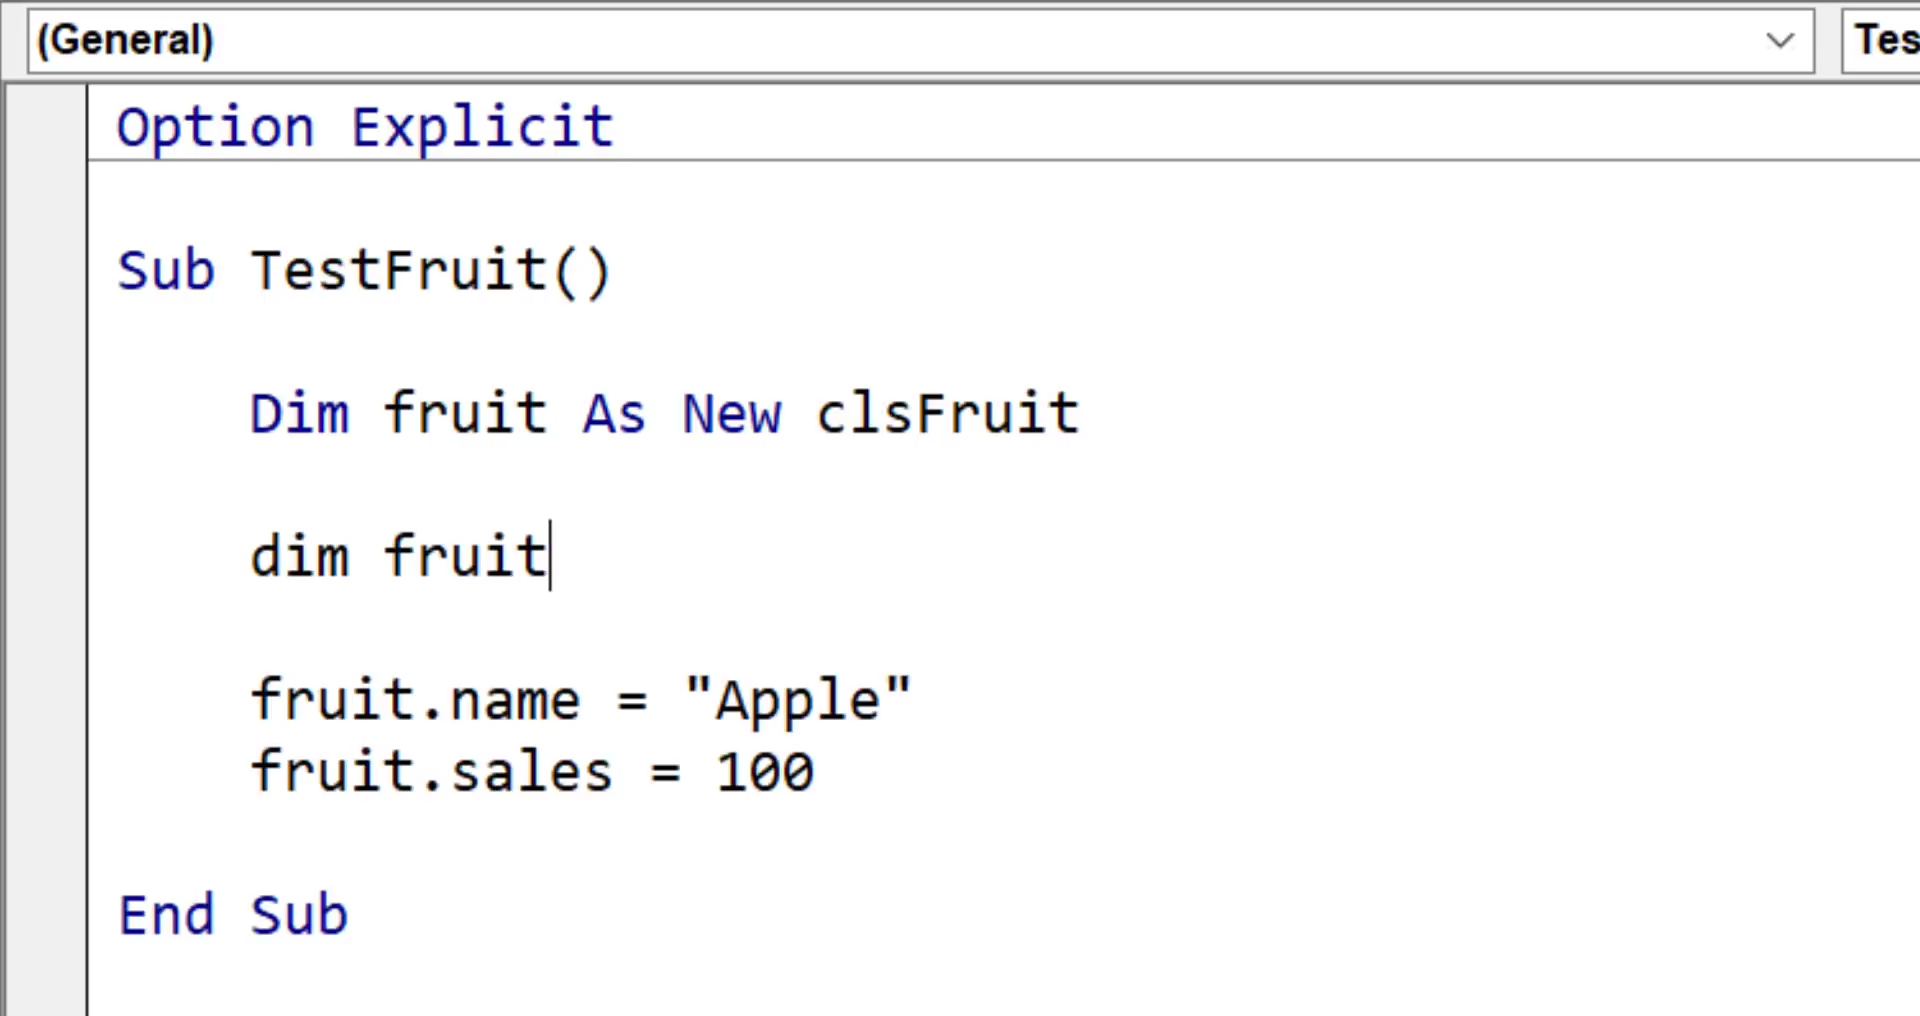 (General)
Tes
Option Explicit
Sub TestFruit()
Dim fruit As New clsFruit
dim fruit
fruit.name = "Apple"
fruit.sales = 100
End Sub